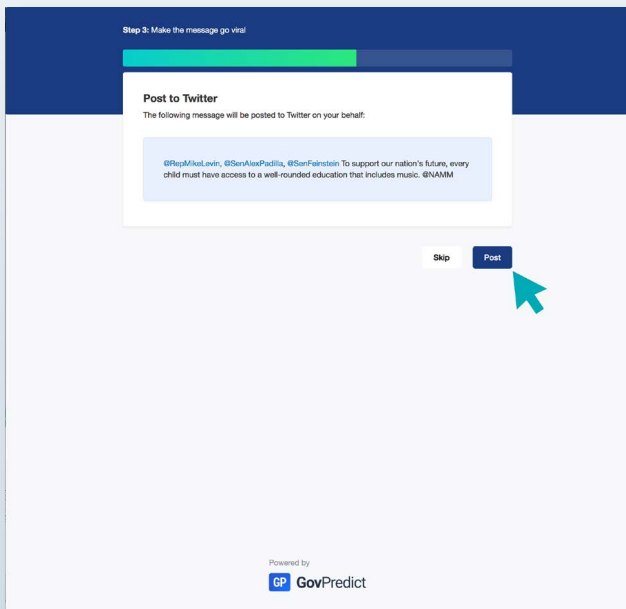 Step 3: Make the message go viral
Post to Twitter
The following message will be posted to Twitter on your behalf:
@RepMikeLevin, @SenAlexPadilla, @SenFeinstein To support our nation's future, every
child must have access to a well-rounded education that includes music. @NAMM
Skip
Post
Powered by
GP GovPredict